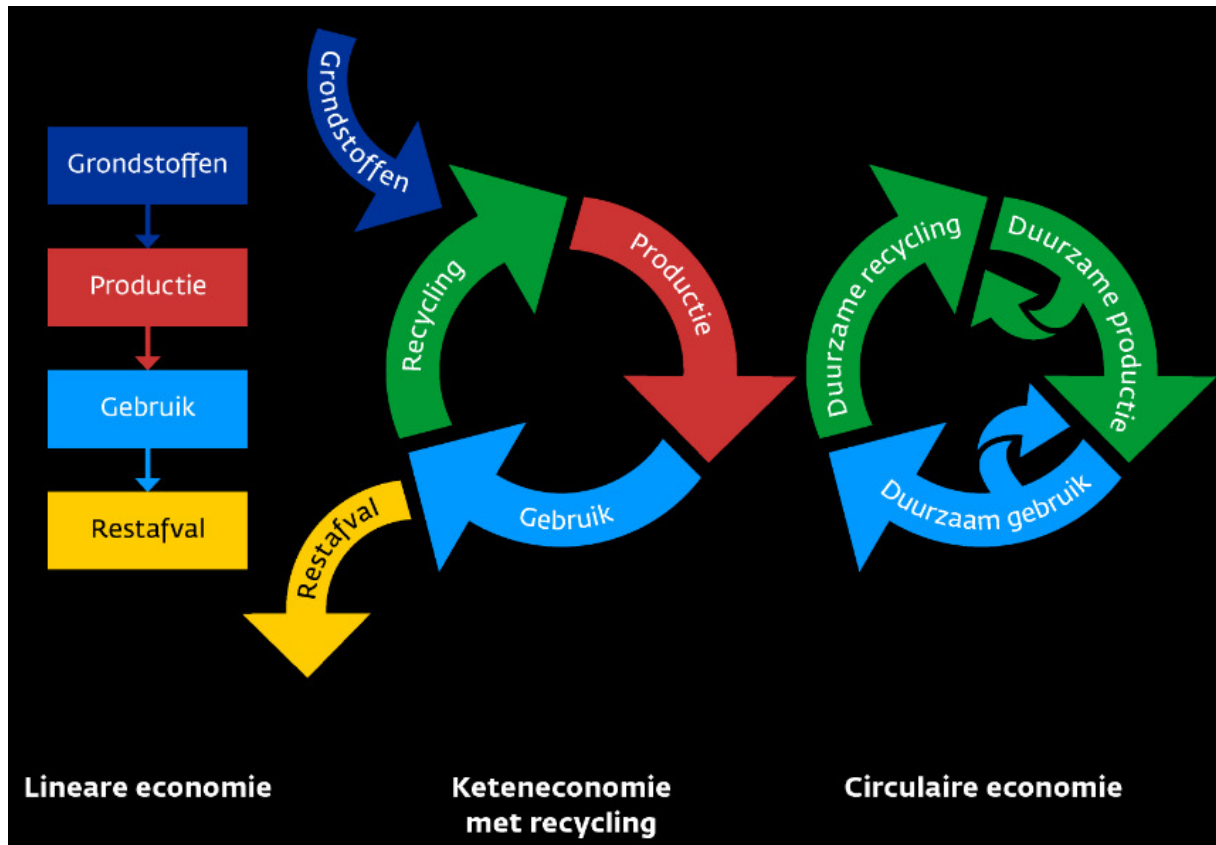 Grondstoffen
Productie
Gebruik
Restafval
Grondstoffen
Recycling
Productie
Gebruik
Restafval
Duurzame recycling
Duurzame productie
Duurzaam gebruik
Lineare economie
Keteneconomie
met recycling
Circulaire economie